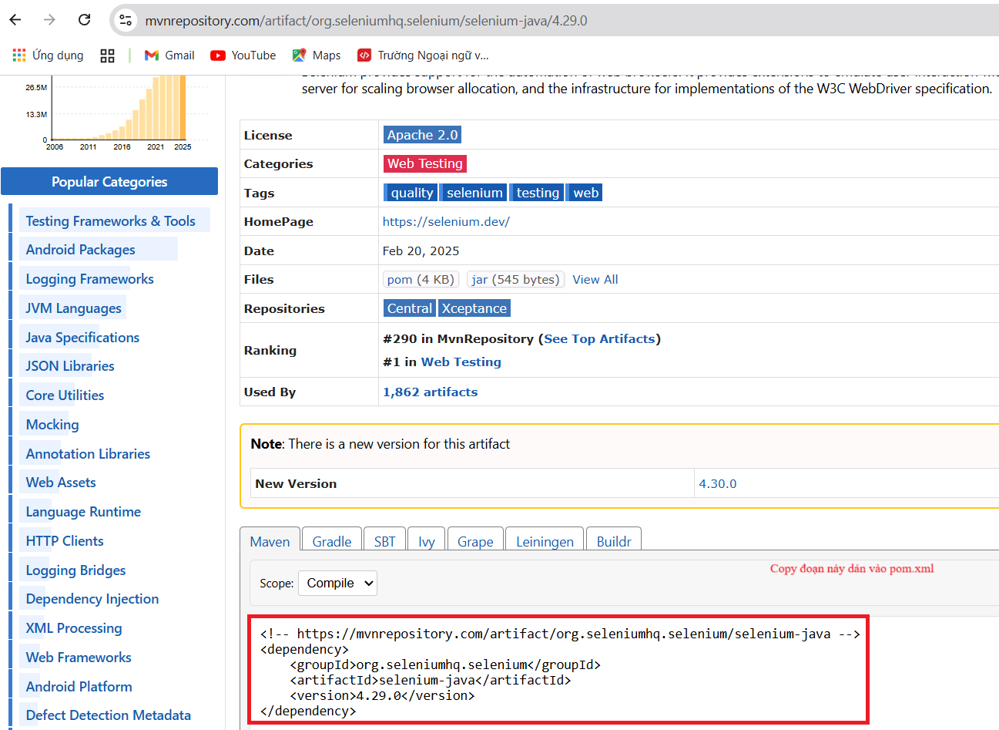 mvnrepository.com/artifact/org.seleniumhq.selenium/selenium-java/4.29.0
Ứng dụng
Gmail
YouTube
Maps
Trường Ngoại ngữ v...
26.5M
13.3M
0
2006 2011 2016 2021 2025
Popular Categories
Testing Frameworks & Tools
Android Packages
Logging Frameworks
JVM Languages
Java Specifications
JSON Libraries
Core Utilities
Mocking
Annotation Libraries
Web Assets
Language Runtime
HTTP Clients
Logging Bridges
Dependency Injection
XML Processing
Web Frameworks
Android Platform
Defect Detection Metadata
server for scaling browser allocation, and the infrastructure for implementations of the W3C WebDriver specification.
License Apache 2.0
Categories Web Testing
Tags quality selenium testing web
HomePage https://selenium.dev/
Date Feb 20, 2025
Files pom (4 KB) jar (545 bytes) View All
Repositories Central Xceptance
Ranking #290 in MvnRepository (See Top Artifacts)
#1 in Web Testing
Used By 1,862 artifacts
Note: There is a new version for this artifact
New Version 4.30.0
Maven Gradle SBT Ivy Grape Leiningen Buildr
Scope: Compile
Copy đoạn này dán vào pom.xml
<!-- https://mvnrepository.com/artifact/org.seleniumhq.selenium/selenium-java -->
<dependency>
<groupId>org.seleniumhq.selenium</groupId>
<artifactId>selenium-java</artifactId>
<version>4.29.0</version>
</dependency>